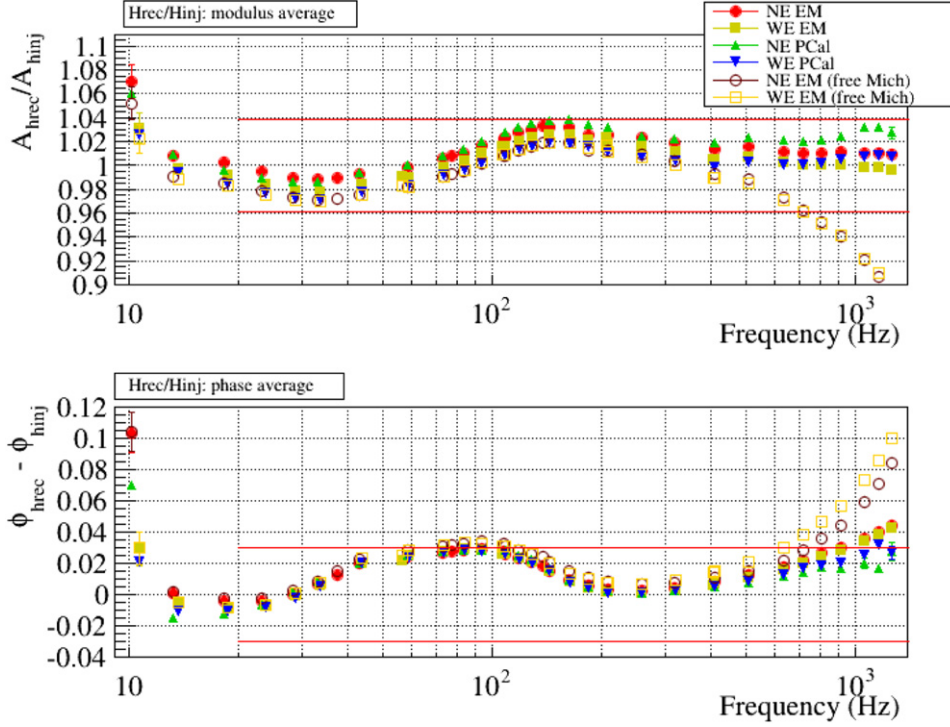 Hrec/Hinj: modulus average
NE EM
WE EM
NE PCal
WE PCal
NE EM (free Mich)
WE EM (free Mich)
A_hrec/A_hinj
1.1
1.08
1.06
1.04
1.02
1
0.98
0.96
0.94
0.92
0.9
10
10²
10³
Frequency (Hz)
Hrec/Hinj: phase average
ϕ_hrec - ϕ_hinj
0.12
0.1
0.08
0.06
0.04
0.02
0
-0.02
-0.04
10
10²
10³
Frequency (Hz)